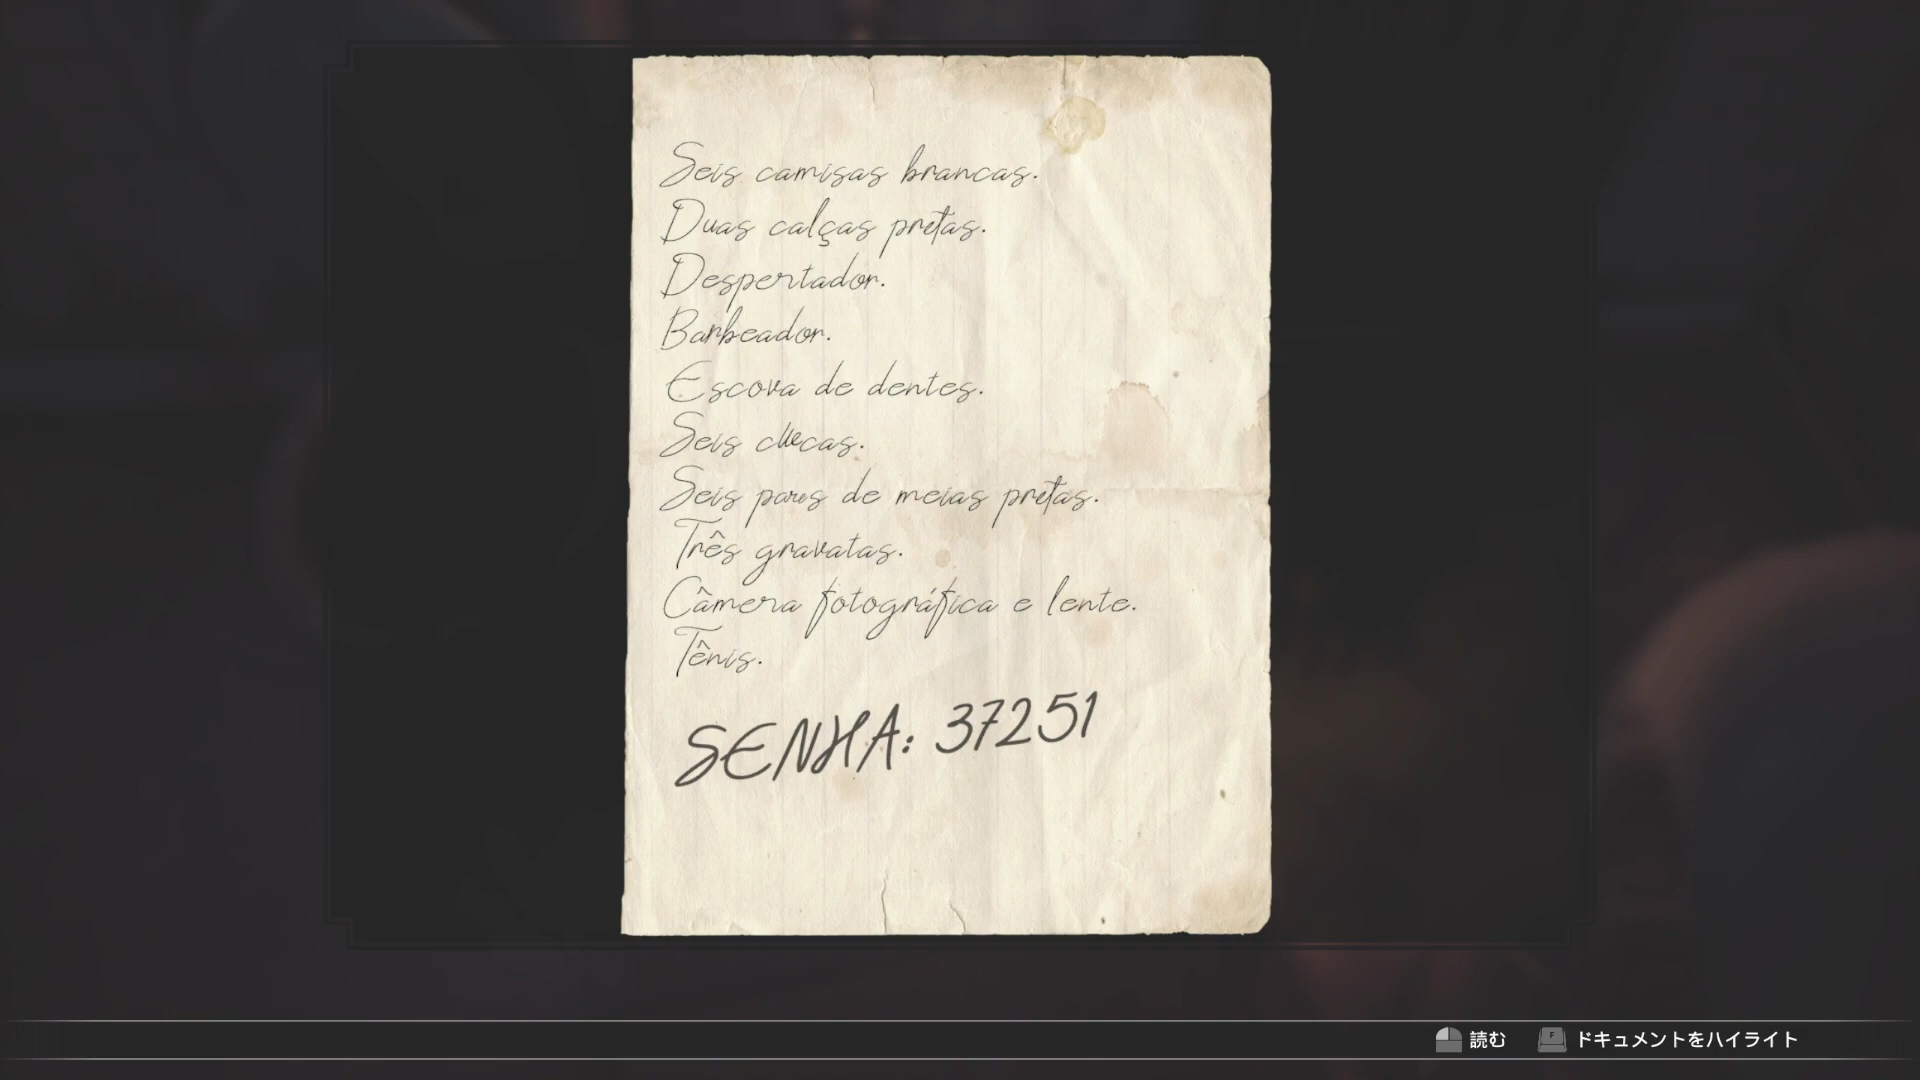 Seis camisas brancas.
Duas calças pretas.
Despertador.
Barbeador.
Escova de dentes.
Seis cuecas.
Seis pares de meias pretas.
Três gravatas.
Câmera fotográfica e lente.
Tênis.
SENHA: 37251
読む
F ドキュメントをハイライト